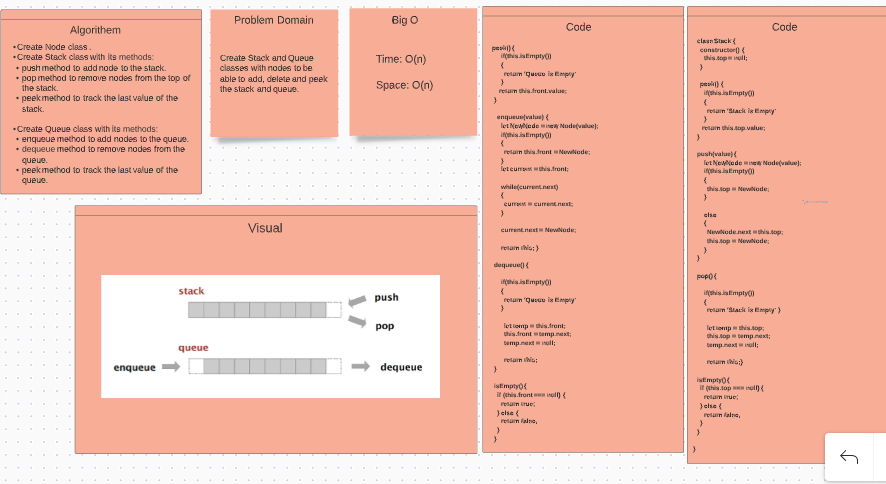 Algorithem
•Create Node class .
•Create Stack class with its methods:
• push method to add node to the stack.
• pop method to remove nodes from the top of
the stack.
• peek method to track the last value of the
stack.
•Create Queue class with its methods:
• enqueue method to add nodes to the queue.
• dequeue method to remove nodes from the
queue.
• peek method to track the last value of the
queue.
Problem Domain
Create Stack and Queue
classes with nodes to be
able to add, delete and peek
the stack and queue.
Big O
Time: O(n)
Space: O(n)
Visual
stack
push
pop
queue
enqueue
dequeue
Code
peek() {
if(this.isEmpty())
{
return 'Queue is Empty'
}
return this.front.value;
}
enqueue(value) {
let NewNode = new Node(value);
if(this.isEmpty())
{
return this.front =NewNode;
}
let current =this.front;
while(current.next)
{
current = current.next;
}
current.next= NewNode;
return this; }
dequeue() {
if(this.isEmpty())
{
return 'Queue is Empty'
}
let temp = this.front;
this.front =temp.next;
temp.next = null;
return this;
}
isEmpty() {
if (this.front === null) {
return true;
} else {
return false,
}
}
Code
class Stack {
constructor() {
this.top = null;
}
peek() {
if(this.isEmpty())
{
return 'Stack is Empty'
}
return this.top.value;
}
push(value) {
let NewNode = new Node(value);
if(this.isEmpty())
{
this.top = NewNode;
}
else
{
NewNode.next =this.top;
this.top = NewNode;
}
}
pop() {
if(this.isEmpty())
{
return 'Stack is Empty' }
let temp = this.top;
this.top = temp.next;
temp.next = null;
return this;}
isEmpty() {
if (this.top === null) {
return true;
} else {
return false,
}
}
}